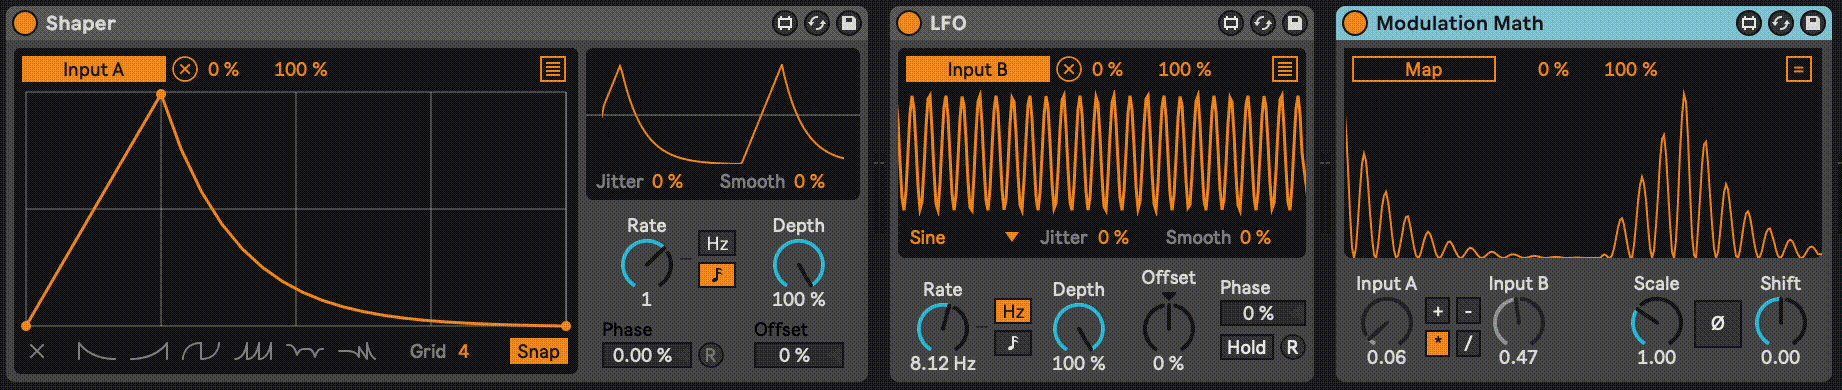 Shaper
Input A 0 % 100 %
Jitter 0 % Smooth 0 %
Rate Depth
Hz
1 100 %
Phase Offset
0.00 % R 0 %
Grid 4 Snap
LFO
Input B 0 % 100 %
Sine Jitter 0 % Smooth 0 %
Rate Depth Offset Phase
Hz 0 %
Hold R
8.12 Hz 100 % 0 %
Modulation Math
Map 0 % 100 % =
Input A Input B Scale Shift
+ -
* / Ø
0.06 0.47 1.00 0.00